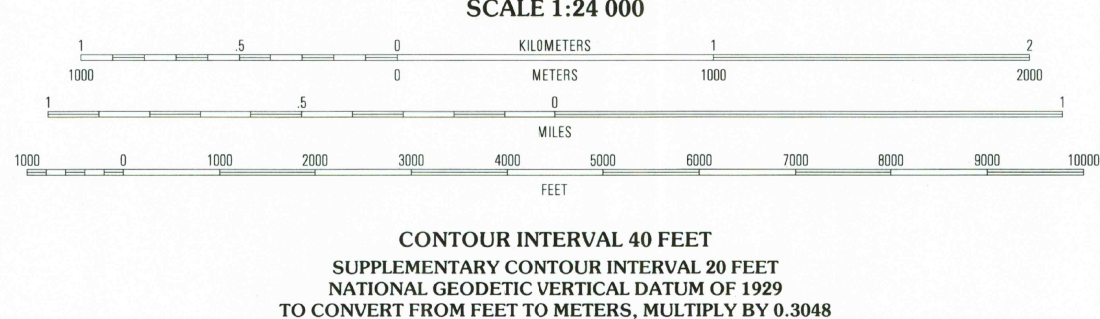 SCALE 1:24 000
1 .5 0 KILOMETERS 1 2
1000 0 METERS 1000 2000
1 .5 0 1
MILES
1000 0 1000 2000 3000 4000 5000 6000 7000 8000 9000 10000
FEET
CONTOUR INTERVAL 40 FEET
SUPPLEMENTARY CONTOUR INTERVAL 20 FEET
NATIONAL GEODETIC VERTICAL DATUM OF 1929
TO CONVERT FROM FEET TO METERS, MULTIPLY BY 0.3048